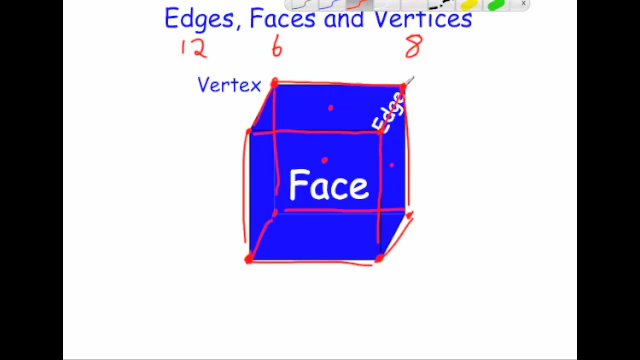 Edges, Faces and Vertices
12 6 8
Vertex
Edge
Face